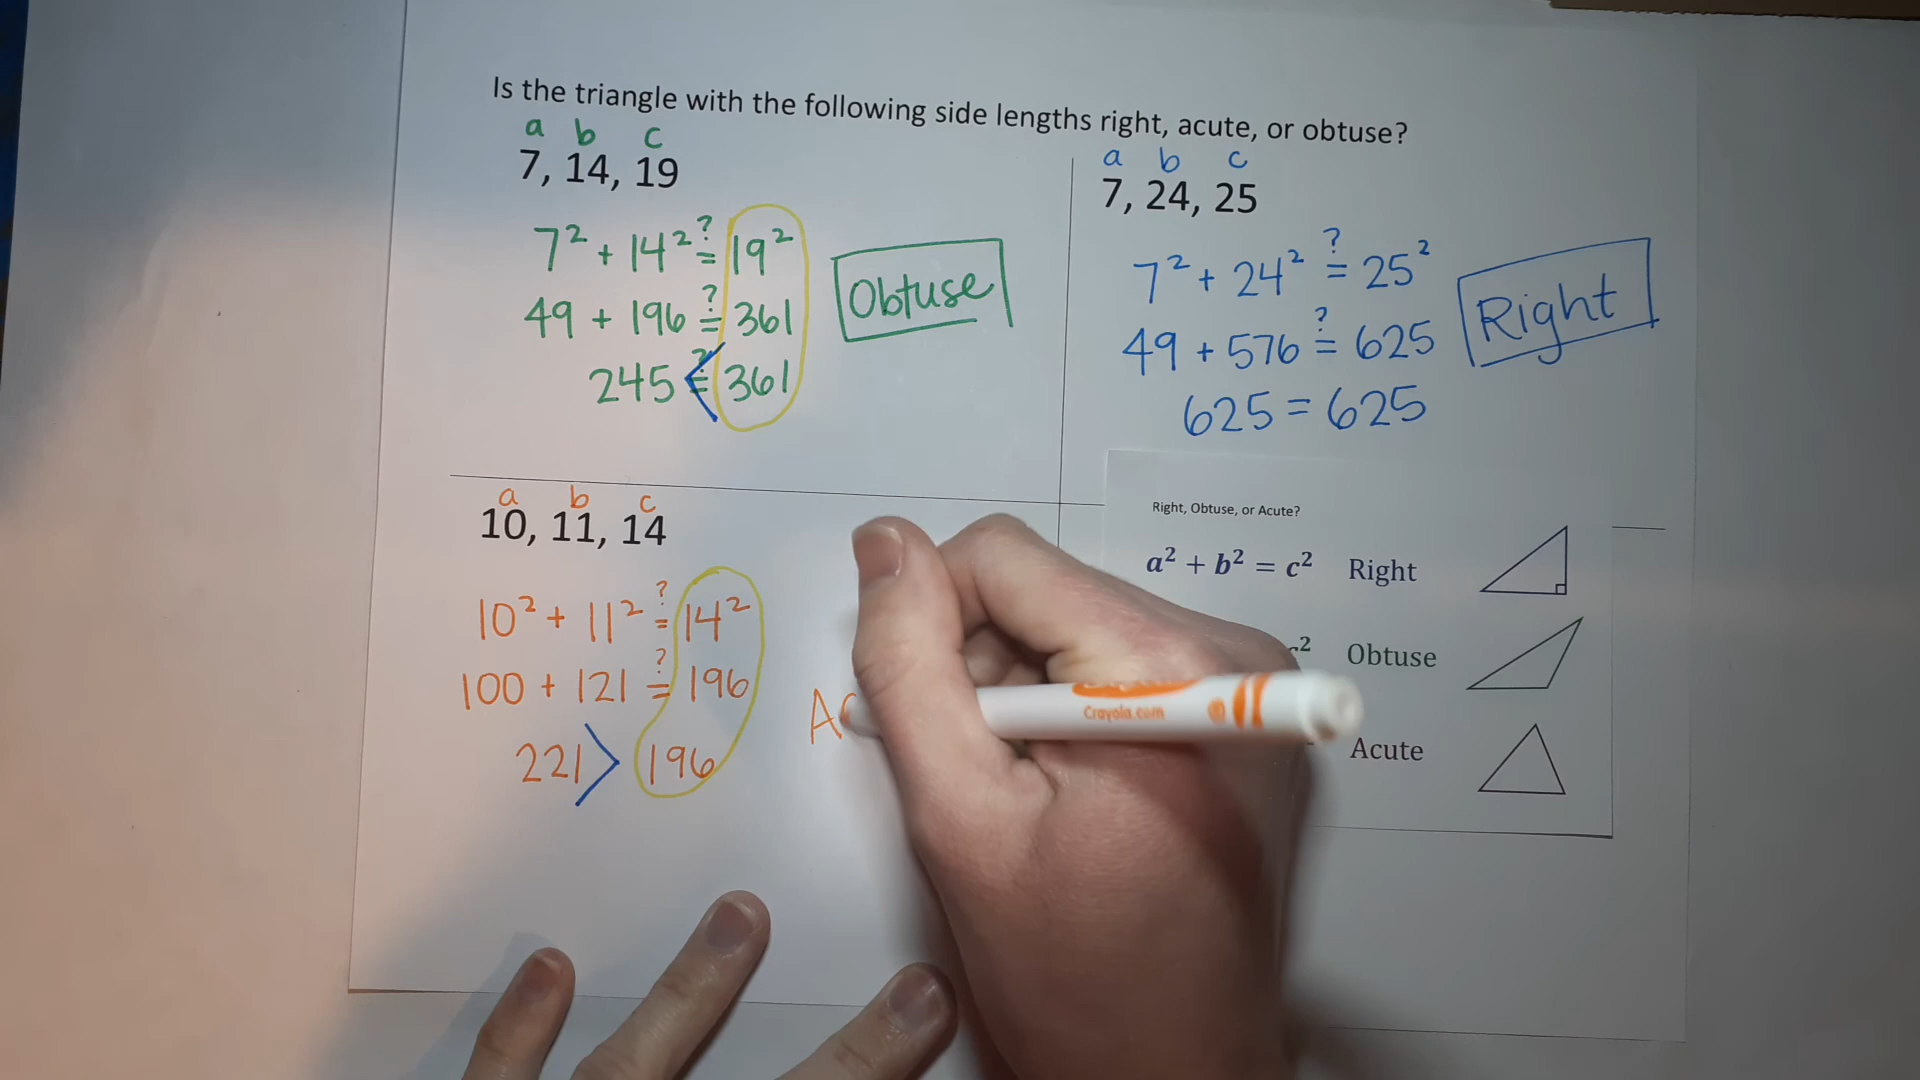 Is the triangle with the following side lengths right, acute, or obtuse?
a b c
7, 14, 19
7² + 14² ?= 19²
49 + 196 ?= 361
245 < 361
Obtuse
a b c
7, 24, 25
7² + 24² ?= 25²
49 + 576 ?= 625
625 = 625
Right
a b c
10, 11, 14
10² + 11² ?= 14²
100 + 121 ?= 196
221 > 196
Right, Obtuse, or Acute?
a² + b² = c² Right
Obtuse
Acute
Crayola.com